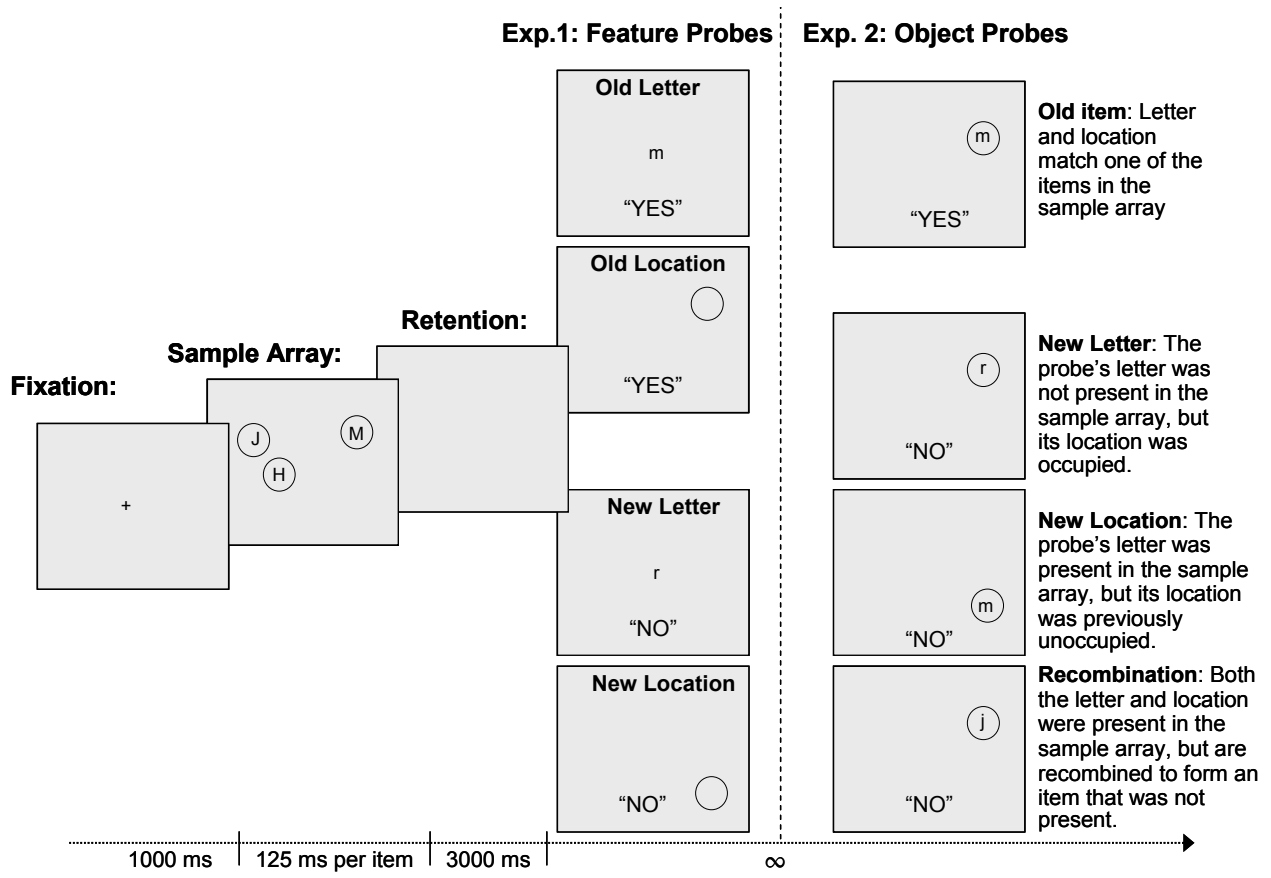 Exp.1: Feature Probes
Exp. 2: Object Probes
Fixation:
+
Sample Array:
J
M
H
Retention:
Old Letter
m
“YES”
Old Location
“YES”
New Letter
r
“NO”
New Location
“NO”
m
“YES”
Old item: Letter
and location
match one of the
items in the
sample array
r
“NO”
New Letter: The
probe’s letter was
not present in the
sample array, but
its location was
occupied.
m
“NO”
New Location: The
probe’s letter was
present in the sample
array, but its location
was previously
unoccupied.
j
“NO”
Recombination: Both
the letter and location
were present in the
sample array, but are
recombined to form an
item that was not
present.
1000 ms
125 ms per item
3000 ms
∞